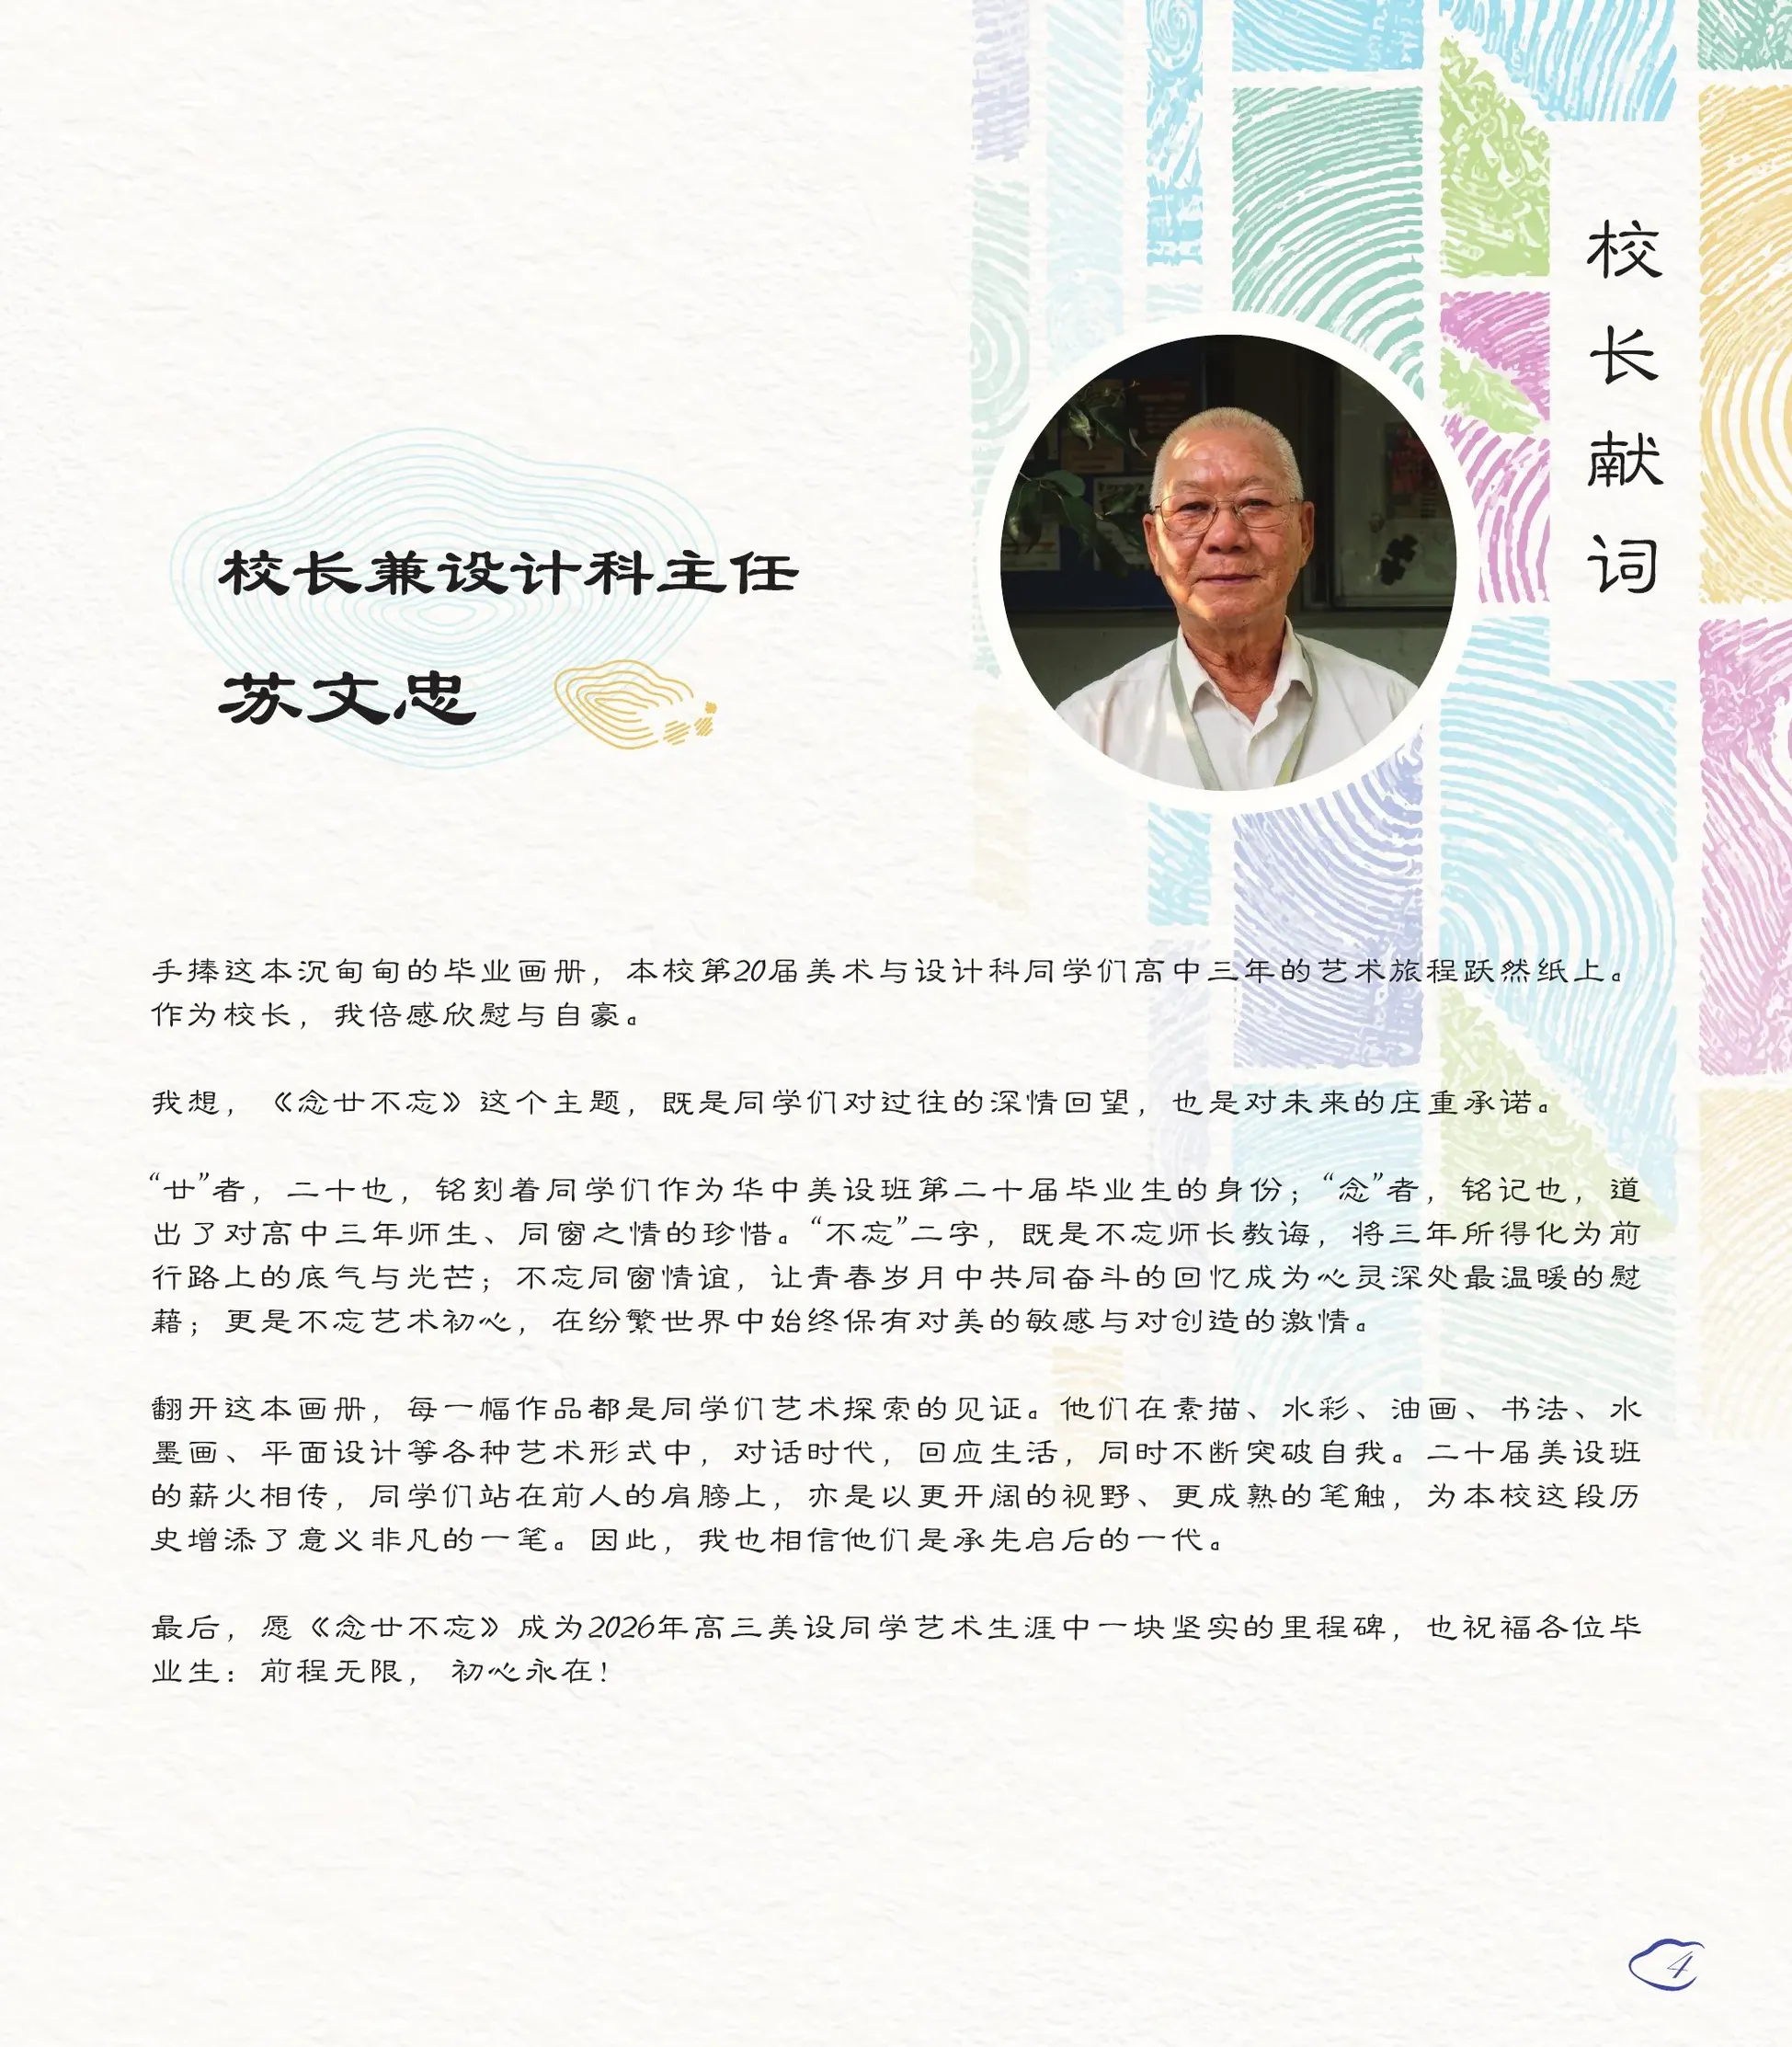 校长献词
校长兼设计科主任
苏文忠
手捧这本沉甸甸的毕业画册，本校第20届美术与设计科同学们高中三年的艺术旅程跃然纸上。
作为校长，我倍感欣慰与自豪。
我想，《念廿不忘》这个主题，既是同学们对过往的深情回望，也是对未来的庄重承诺。
“廿”者，二十也，铭刻着同学们作为华中美设班第二十届毕业生的身份；“念”者，铭记也，道
出了对高中三年师生、同窗之情的珍惜。“不忘”二字，既是不忘师长教诲，将三年所得化为前
行路上的底气与光芒；不忘同窗情谊，让青春岁月中共同奋斗的回忆成为心灵深处最温暖的慰
藉；更是不忘艺术初心，在纷繁世界中始终保有对美的敏感与对创造的激情。
翻开这本画册，每一幅作品都是同学们艺术探索的见证。他们在素描、水彩、油画、书法、水
墨画、平面设计等各种艺术形式中，对话时代，回应生活，同时不断突破自我。二十届美设班
的薪火相传，同学们站在前人的肩膀上，亦是以更开阔的视野、更成熟的笔触，为本校这段历
史增添了意义非凡的一笔。因此，我也相信他们是承先启后的一代。
最后，愿《念廿不忘》成为2026年高三美设同学艺术生涯中一块坚实的里程碑，也祝福各位毕
业生：前程无限， 初心永在！
4